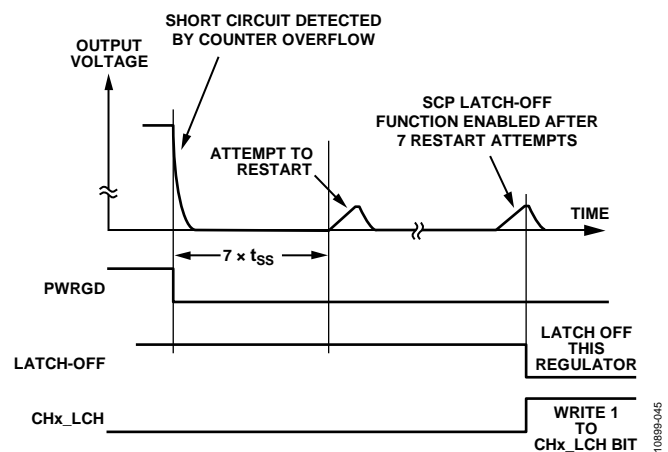 SHORT CIRCUIT DETECTED
BY COUNTER OVERFLOW
OUTPUT
VOLTAGE
SCP LATCH-OFF
FUNCTION ENABLED AFTER
7 RESTART ATTEMPTS
ATTEMPT TO
RESTART
TIME
7 × tSS
PWRGD
LATCH-OFF
LATCH OFF
THIS
REGULATOR
CHx_LCH
WRITE 1
TO
CHx_LCH BIT
10899-045